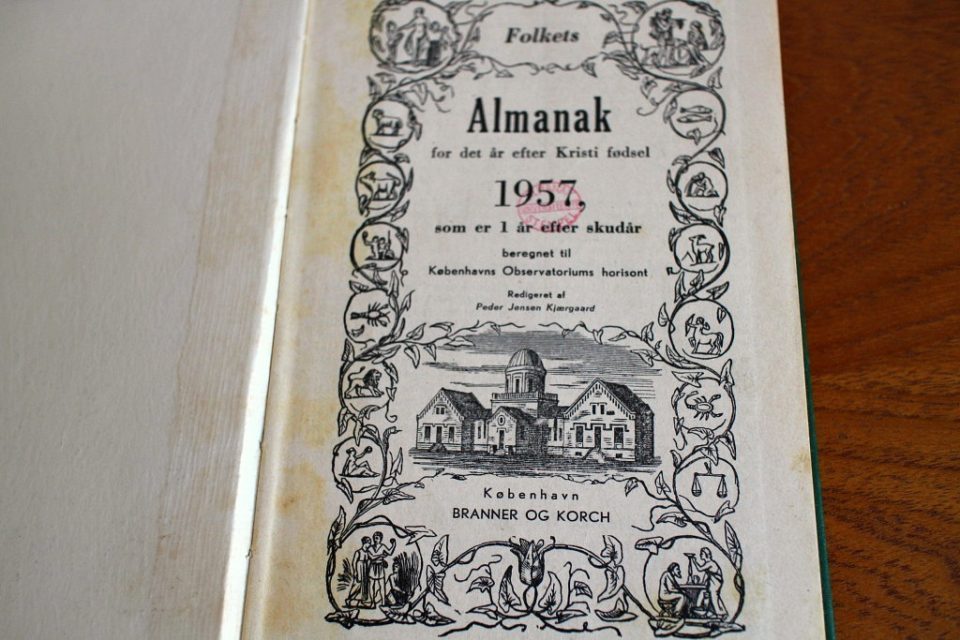 Folkets
Almanak
for det år efter Kristi fødsel
1957,
som er 1 år efter skudår
beregnet til
Københavns Observatoriums horisont
Redigeret af
Peder Jensen Kjærgaard
København
BRANNER OG KORCH